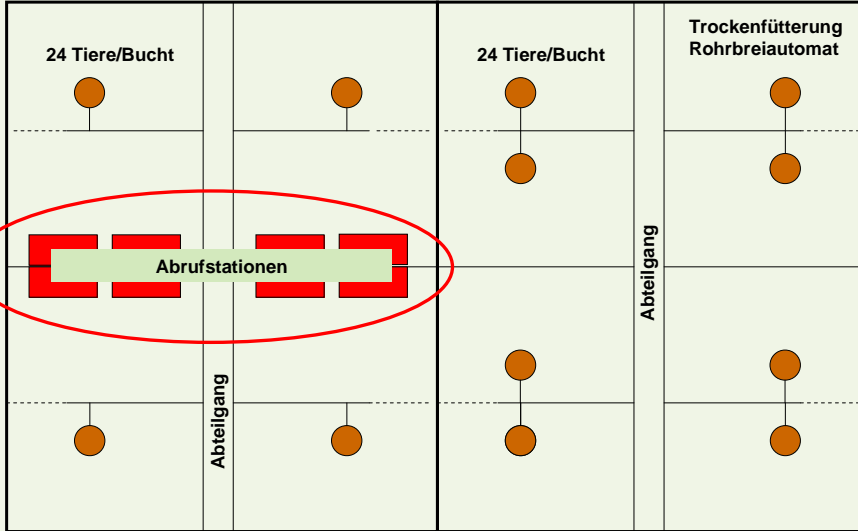 24 Tiere/Bucht
24 Tiere/Bucht
Trockenfütterung
Rohrbreiautomat
Abrufstationen
Abteilgang
Abteilgang